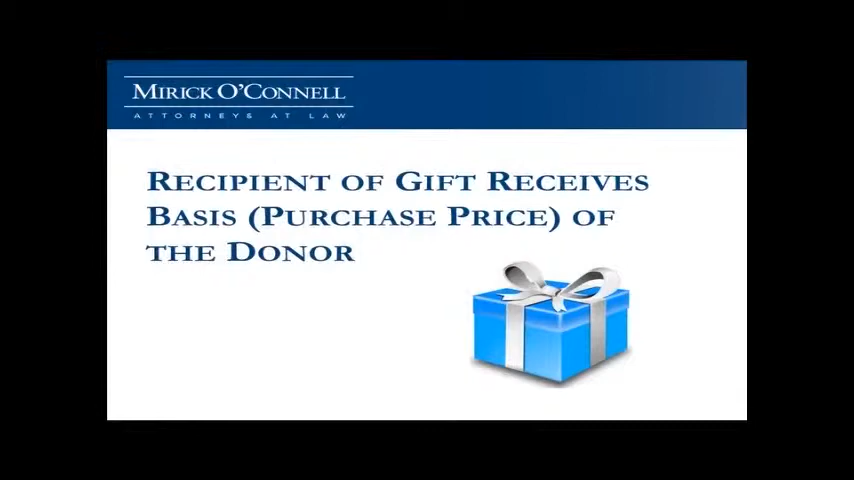 MIRICK O'CONNELL
ATTORNEYS AT LAW
RECIPIENT OF GIFT RECEIVES
BASIS (PURCHASE PRICE) OF
THE DONOR